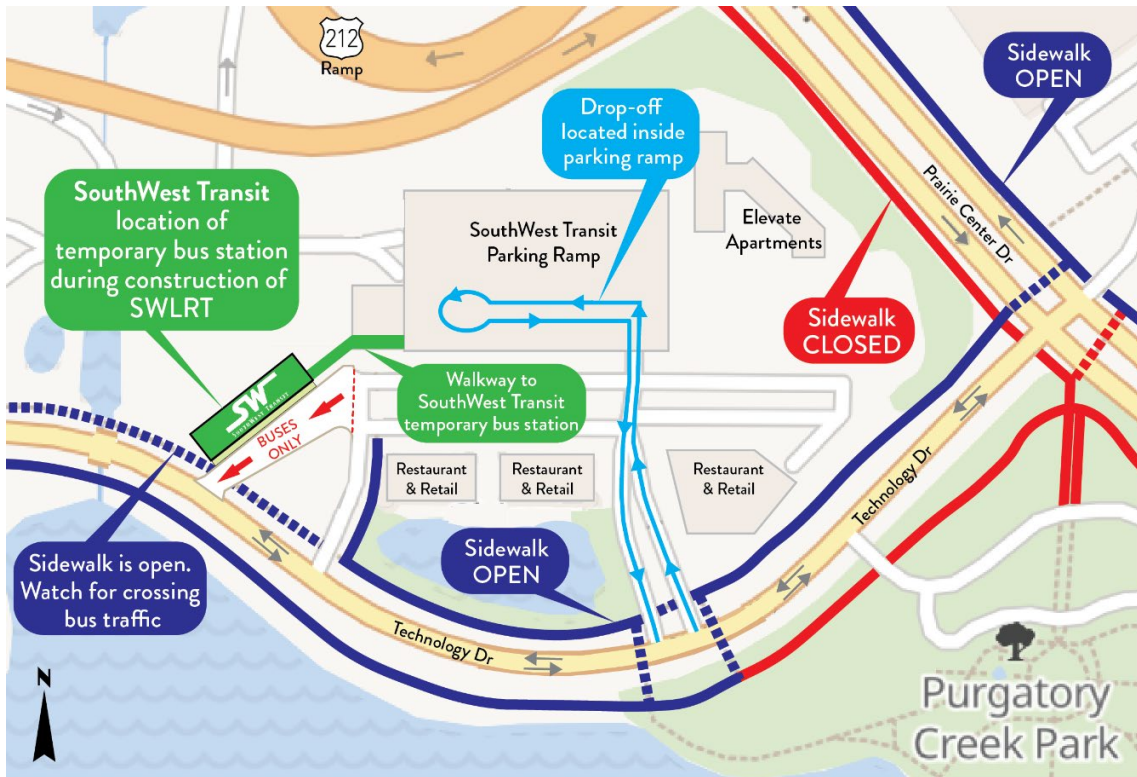 212
Ramp
Sidewalk
OPEN
Drop-off
located inside
parking ramp
SouthWest Transit
location of
temporary bus station
during construction of
SWLRT
SouthWest Transit
Parking Ramp
Elevate
Apartments
Prairie Center Dr
Sidewalk
CLOSED
Walkway to
SouthWest Transit
temporary bus station
SW
SOUTHWEST TRANSIT
BUSES
ONLY
Restaurant
& Retail
Restaurant
& Retail
Restaurant
& Retail
Technology Dr
Sidewalk
OPEN
Sidewalk is open.
Watch for crossing
bus traffic
Technology Dr
N
Purgatory
Creek Park